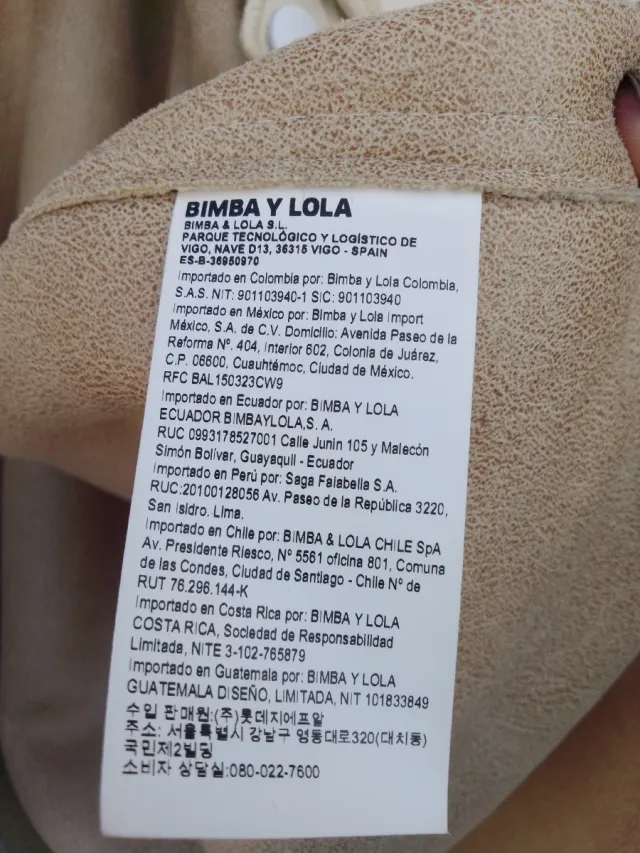 BIMBA Y LOLA
BIMBA & LOLA S.L.
PARQUE TECNOLÓGICO Y LOGÍSTICO DE
VIGO, NAVE D13, 36315 VIGO - SPAIN
ES-B-36950970
Importado en Colombia por: Bimba y Lola Colombia,
S.A.S. NIT: 901103940-1 SIC: 901103940
Importado en México por: Bimba y Lola Import
México, S.A. de C.V. Domicilio: Avenida Paseo de la
Reforma Nº. 404, Interior 602, Colonia de Juárez,
C.P. 06600, Cuauhtémoc, Ciudad de México.
RFC BAL150323CW9
Importado en Ecuador por: BIMBA Y LOLA
ECUADOR BIMBAYLOLA,S. A.
RUC 0993178527001 Calle Junin 105 y Malecón
Simón Bolívar, Guayaquil - Ecuador
Importado en Perú por: Saga Falabella S.A.
RUC:20100128056 Av. Paseo de la República 3220,
San Isidro. Lima.
Importado en Chile por: BIMBA & LOLA CHILE SpA
Av. Presidente Riesco, Nº 5561 oficina 801, Comuna
de las Condes, Ciudad de Santiago - Chile Nº de
RUT 76.296.144-K
Importado en Costa Rica por: BIMBA Y LOLA
COSTA RICA, Sociedad de Responsabilidad
Limitada, NITE 3-102-765879
Importado en Guatemala por: BIMBA Y LOLA
GUATEMALA DISEÑO, LIMITADA, NIT 101833849
수입 판매원:(주)롯데지에프알
주소: 서울특별시 강남구 영동대로320(대치동)
국민제2빌딩
소비자 상담실:080-022-7600